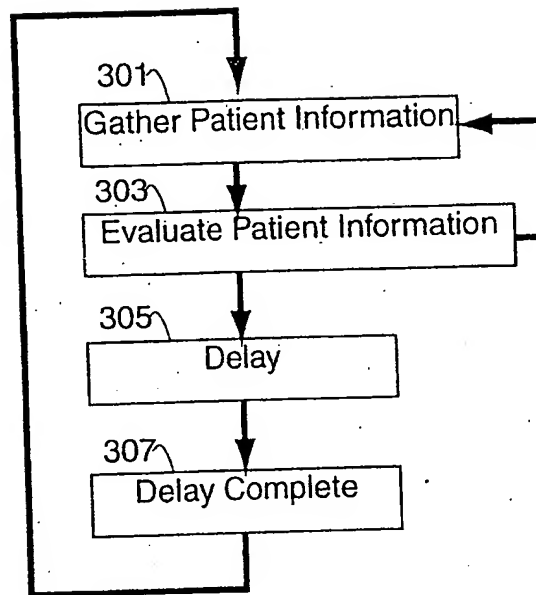 301
Gather Patient Information
303
Evaluate Patient Information
305
Delay
307
Delay Complete